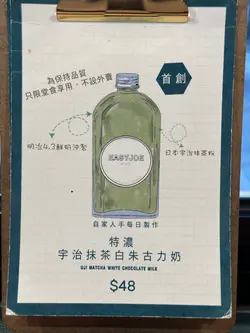 為保持品質
只限堂食享用，不設外賣
首創
明治4.3鮮奶沖製
日本宇治抹茶粉
EASYJOE
自家人手每日製作
特濃
宇治抹茶白朱古力奶
UJI MATCHA WHITE CHOCOLATE MILK
$48